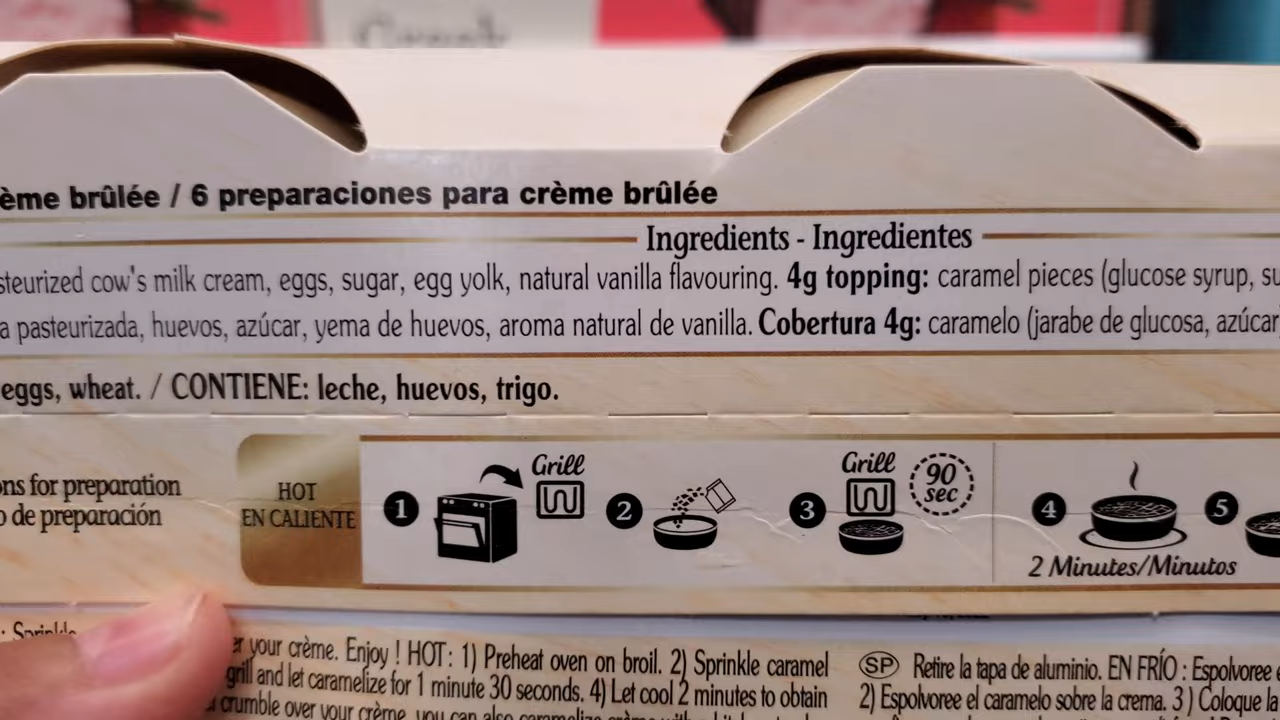 ème brûlée / 6 preparaciones para crème brûlée
Ingredients - Ingredientes
cow's milk cream, eggs, sugar, egg yolk, natural vanilla flavouring. 4g topping: caramel pieces (glucose syrup, su
a pasteurizada, huevos, azúcar, yema de huevos, aroma natural de vanilla. Cobertura 4g: caramelo (jarabe de glucosa, azúcar
eggs, wheat. / CONTIENE: leche, huevos, trigo.
ns for preparation
de preparación
HOT
EN CALIENTE
1
Grill
2
3
Grill
90
sec
4
2 Minutes/Minutos
5
your crème. Enjoy ! HOT: 1) Preheat oven on broil. 2) Sprinkle caramel
grill and let caramelize for 1 minute 30 seconds. 4) Let cool 2 minutes to obtain
crumble over your crème, you can also caramelize crème
SP Retire la tapa de aluminio. EN FRÍO : Espolvoree
2) Espolvoree el caramelo sobre la crema. 3 ) Coloque la